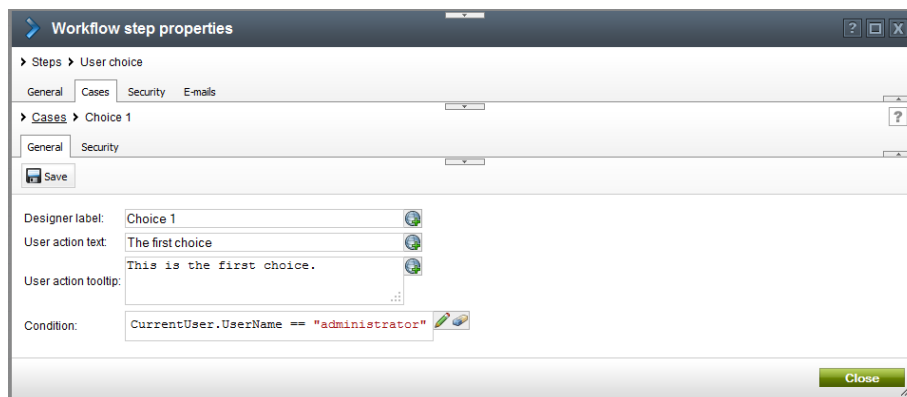 Workflow step properties ? X
> Steps > User choice
General Cases Security E-mails
> Cases > Choice 1 ?
General Security
Save
Designer label: Choice 1
User action text: The first choice
User action tooltip: This is the first choice.
Condition: CurrentUser.UserName == "administrator"
Close